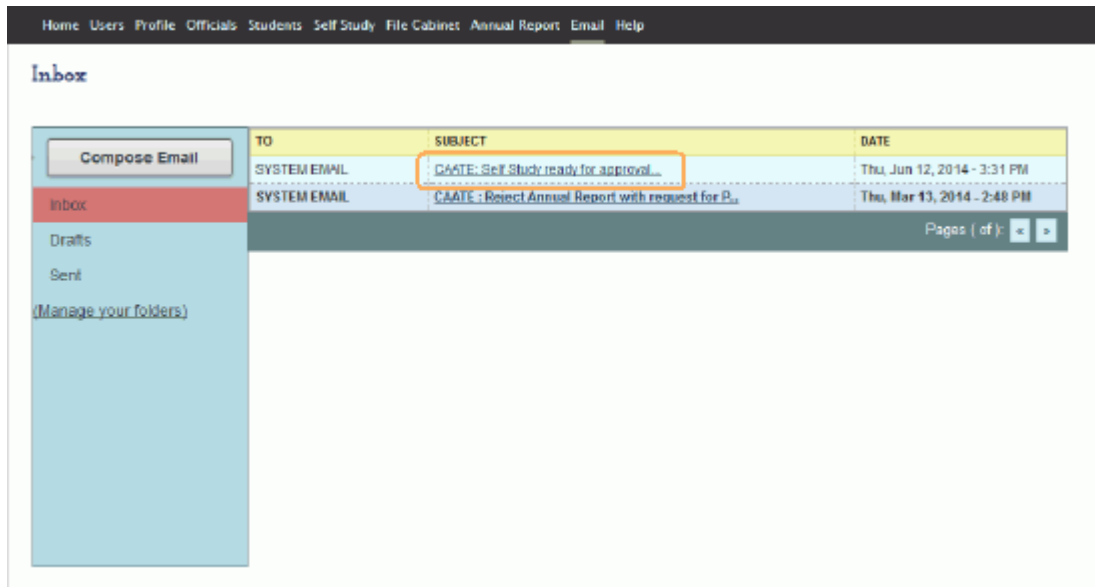 Home Users Profile Officials Students Self Study File Cabinet Annual Report Email Help
Inbox
Compose Email
Inbox
Drafts
Sent
(Manage your folders)
TO SUBJECT DATE
SYSTEM EMAIL CAATE: Self Study ready for approval... Thu, Jun 12, 2014 - 3:31 PM
SYSTEM EMAIL CAATE : Reject Annual Report with request for P... Thu, Mar 13, 2014 - 2:48 PM
Pages ( of ): « »